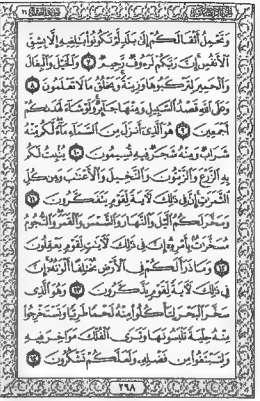 وَتَحْمِلُ أَثْقَالَكُمْ إِلَىٰ بَلَدٍ لَّمْ تَكُونُوا۟ بَٰلِغِيهِ إِلَّا بِشِقِّ
ٱلْأَنفُسِ إِنَّ رَبَّكُمْ لَرَءُوفٌ رَّحِيمٌ ٧ وَٱلْخَيْلَ وَٱلْبِغَالَ
وَٱلْحَمِيرَ لِتَرْكَبُوهَا وَزِينَةً وَيَخْلُقُ مَا لَا تَعْلَمُونَ ٨
وَعَلَى ٱللَّهِ قَصْدُ ٱلسَّبِيلِ وَمِنْهَا جَآئِرٌ وَلَوْ شَآءَ لَهَدَىٰكُمْ
أَجْمَعِينَ ٩ هُوَ ٱلَّذِىٓ أَنزَلَ مِنَ ٱلسَّمَآءِ مَآءً لَّكُم مِّنْهُ
شَرَابٌ وَمِنْهُ شَجَرٌ فِيهِ تُسِيمُونَ ١٠ يُنۢبِتُ لَكُم
بِهِ ٱلزَّرْعَ وَٱلزَّيْتُونَ وَٱلنَّخِيلَ وَٱلْأَعْنَٰبَ وَمِن كُلِّ
ٱلثَّمَرَٰتِ إِنَّ فِى ذَٰلِكَ لَءَايَةً لِّقَوْمٍ يَتَفَكَّرُونَ ١١
وَسَخَّرَ لَكُمُ ٱلَّيْلَ وَٱلنَّهَارَ وَٱلشَّمْسَ وَٱلْقَمَرَ وَٱلنُّجُومُ
مُسَخَّرَٰتٌۢ بِأَمْرِهِۦٓ إِنَّ فِى ذَٰلِكَ لَءَايَٰتٍ لِّقَوْمٍ يَعْقِلُونَ
١٢ وَمَا ذَرَأَ لَكُمْ فِى ٱلْأَرْضِ مُخْتَلِفًا أَلْوَٰنُهُۥٓ إِنَّ
فِى ذَٰلِكَ لَءَايَةً لِّقَوْمٍ يَذَّكَّرُونَ ١٣ وَهُوَ ٱلَّذِى
سَخَّرَ ٱلْبَحْرَ لِتَأْكُلُوا۟ مِنْهُ لَحْمًا طَرِيًّا وَتَسْتَخْرِجُوا۟
مِنْهُ حِلْيَةً تَلْبَسُونَهَا وَتَرَى ٱلْفُلْكَ مَوَاخِرَ فِيهِ
وَلِتَبْتَغُوا۟ مِن فَضْلِهِۦ وَلَعَلَّكُمْ تَشْكُرُونَ ١٤
٢٦٨